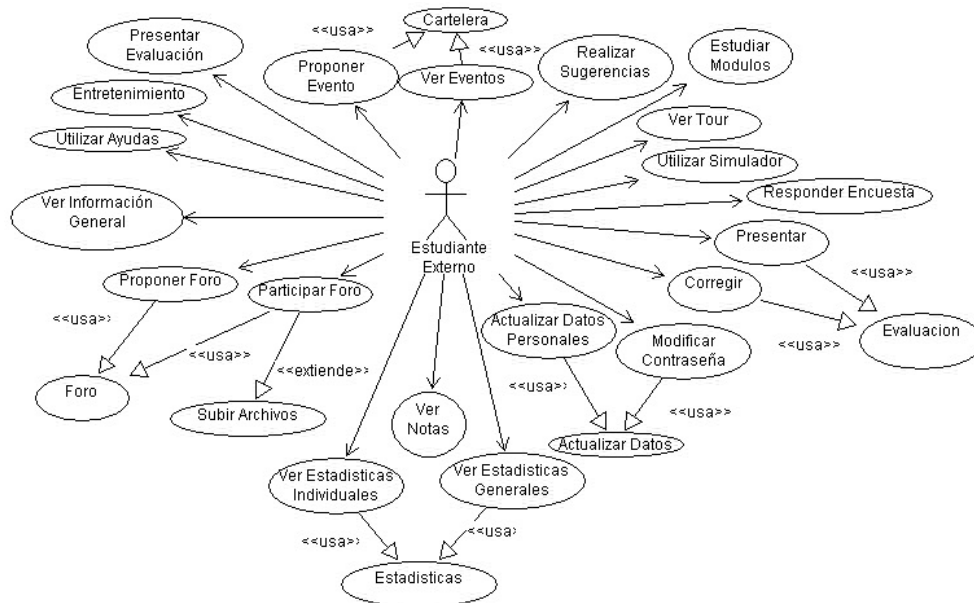 Cartelera
<<usa>>
<<usa>>
Presentar
Evaluación
Proponer
Evento
Ver Eventos
Realizar
Sugerencias
Estudiar
Modulos
Entretenimiento
Utilizar Ayudas
Ver Tour
Utilizar Simulador
Responder Encuesta
Ver Información
General
Estudiante
Externo
Presentar
<<usa>>
Proponer Foro
Participar Foro
Corregir
<<usa>>
<<usa>>
<<usa>>
Evaluacion
Actualizar Datos
Personales
Modificar
Contraseña
<<extiende>>
<<usa>>
<<usa>>
Foro
Subir Archivos
Ver
Notas
Actualizar Datos
Ver Estadisticas
Individuales
Ver Estadisticas
Generales
<<usa>>
<<usa>>
Estadisticas